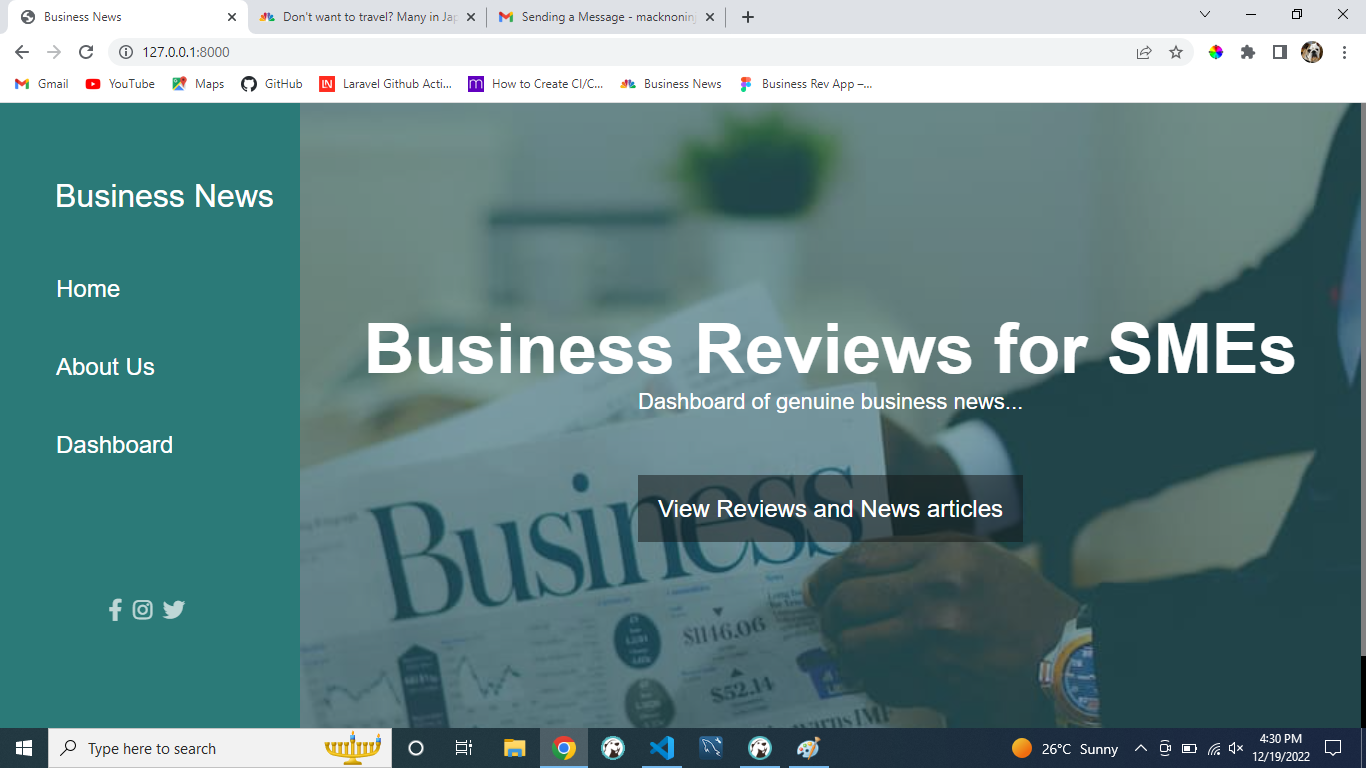 Business News
Don't want to travel? Many in Jap
Sending a Message - macknonin
127.0.0.1:8000
Gmail
YouTube
Maps
GitHub
LN
Laravel Github Acti...
How to Create CI/C...
Business News
Business Rev App –...
Business News
Home
About Us
Dashboard
Business Reviews for SMEs
Dashboard of genuine business news...
View Reviews and News articles
Business
$1146.06
$52.14
Type here to search
26°C Sunny
4:30 PM
12/19/2022